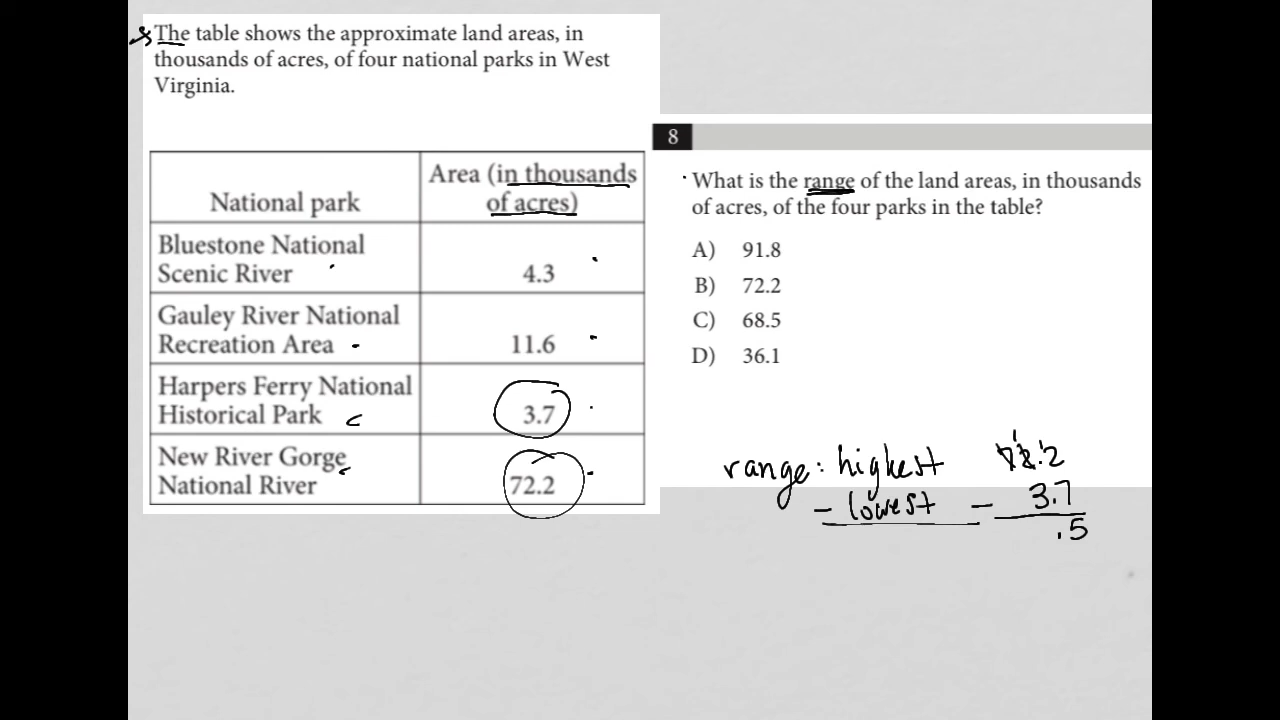 The table shows the approximate land areas, in
thousands of acres, of four national parks in West
Virginia.
National park
Area (in thousands
of acres)
Bluestone National
Scenic River
4.3
Gauley River National
Recreation Area
11.6
Harpers Ferry National
Historical Park
3.7
New River Gorge
National River
72.2
8
What is the range of the land areas, in thousands
of acres, of the four parks in the table?
A) 91.8
B) 72.2
C) 68.5
D) 36.1
range: highest
- lowest
- 3.7
.5